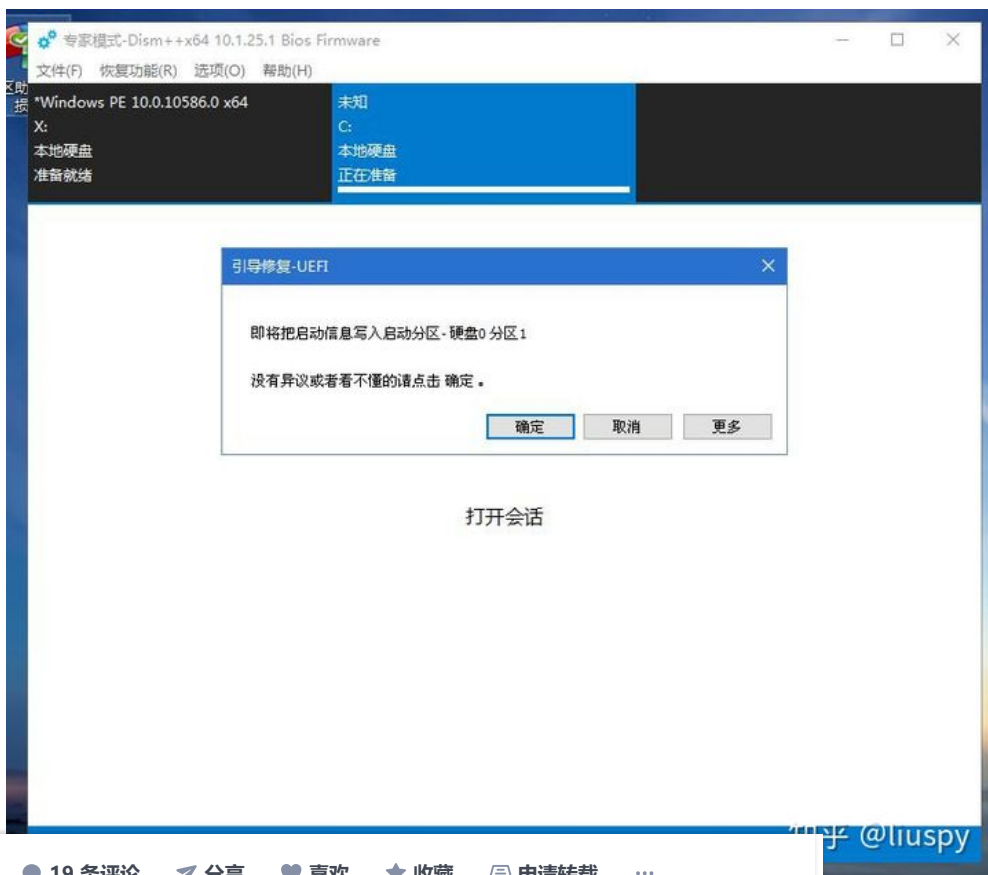 专家模式-Dism++x64 10.1.25.1 Bios Firmware
文件(F) 恢复功能(R) 选项(O) 帮助(H)
区助
损
*Windows PE 10.0.10586.0 x64
X:
本地硬盘
准备就绪
未知
C:
本地硬盘
正在准备
引导修复-UEFI
即将把启动信息写入启动分区-硬盘0 分区1
没有异议或者看不懂的请点击 确定。
确定 取消 更多
打开会话
知乎 @liuspy
19 条评论 分享 喜欢 收藏 申请转载 ...